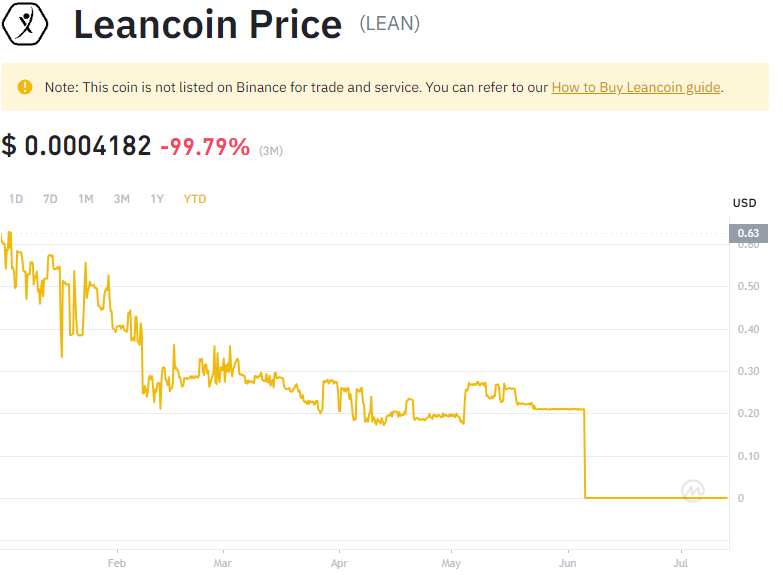 Leancoin Price (LEAN)
Note: This coin is not listed on Binance for trade and service. You can refer to our How to Buy Leancoin guide.
$ 0.0004182 -99.79% (3M)
1D 7D 1M 3M 1Y YTD
USD
0.63
0.60
0.50
0.40
0.30
0.20
0.10
0
Feb Mar Apr May Jun Jul